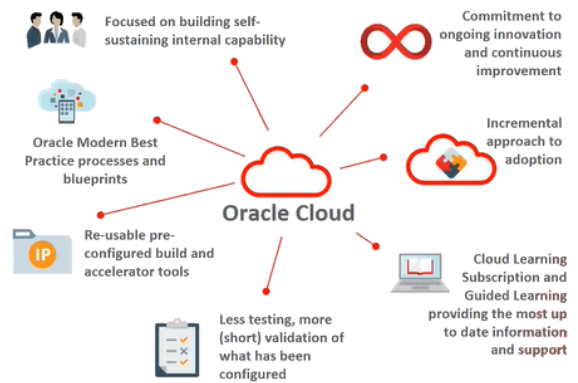 Focused on building self-
sustaining internal capability
Commitment to
ongoing innovation
and continuous
improvement
Oracle Modern Best
Practice processes and
blueprints
Incremental
approach to
adoption
Oracle Cloud
IP
Re-usable pre-
configured build and
accelerator tools
Cloud Learning
Subscription and
Guided Learning
providing the most up
to date information
and support
Less testing, more
(short) validation of
what has been
configured